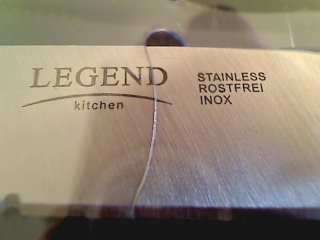 LEGEND
kitchen
STAINLESS
ROSTFREI
INOX